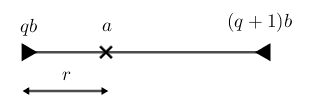 qb a (q + 1)b
r